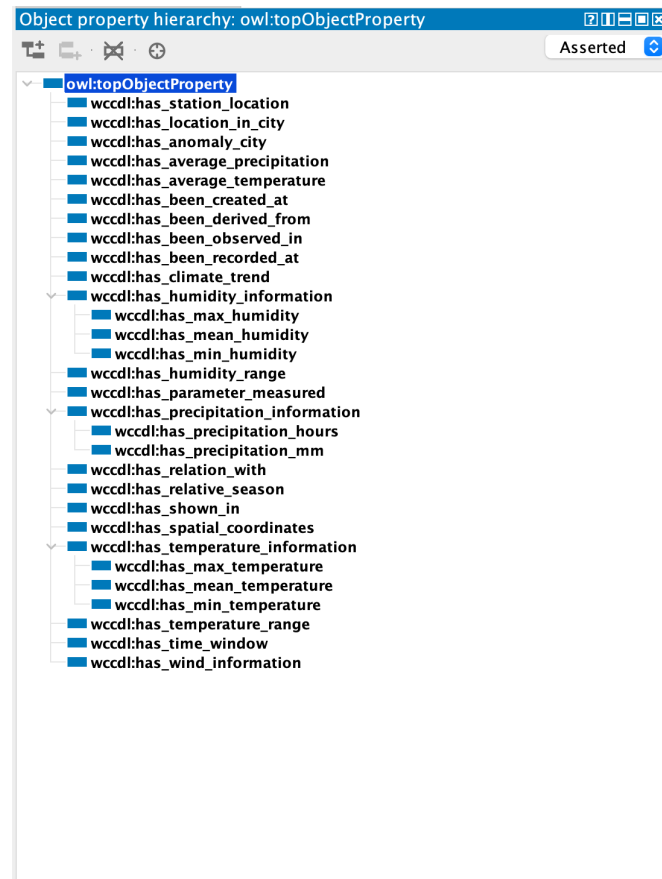 Object property hierarchy: owl:topObjectProperty
Asserted
owl:topObjectProperty
wccdl:has_station_location
wccdl:has_location_in_city
wccdl:has_anomaly_city
wccdl:has_average_precipitation
wccdl:has_average_temperature
wccdl:has_been_created_at
wccdl:has_been_derived_from
wccdl:has_been_observed_in
wccdl:has_been_recorded_at
wccdl:has_climate_trend
wccdl:has_humidity_information
wccdl:has_max_humidity
wccdl:has_mean_humidity
wccdl:has_min_humidity
wccdl:has_humidity_range
wccdl:has_parameter_measured
wccdl:has_precipitation_information
wccdl:has_precipitation_hours
wccdl:has_precipitation_mm
wccdl:has_relation_with
wccdl:has_relative_season
wccdl:has_shown_in
wccdl:has_spatial_coordinates
wccdl:has_temperature_information
wccdl:has_max_temperature
wccdl:has_mean_temperature
wccdl:has_min_temperature
wccdl:has_temperature_range
wccdl:has_time_window
wccdl:has_wind_information